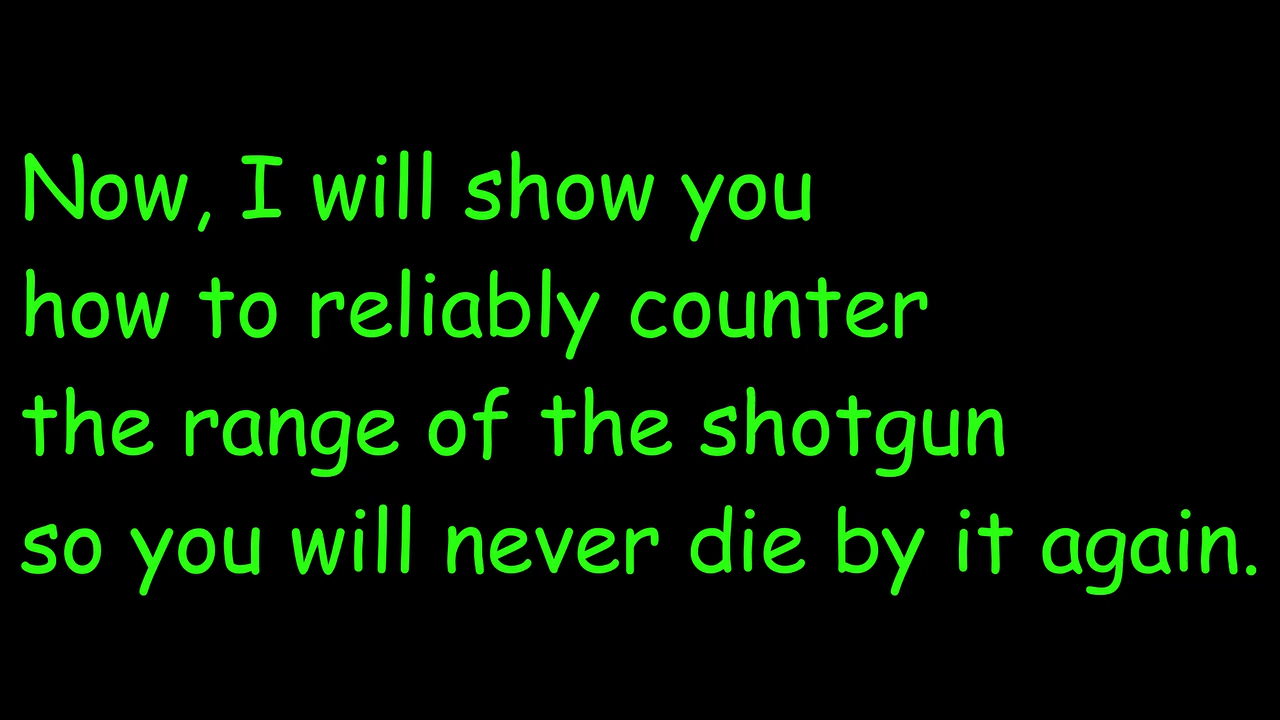 Now, I will show you
how to reliably counter
the range of the shotgun
so you will never die by it again.